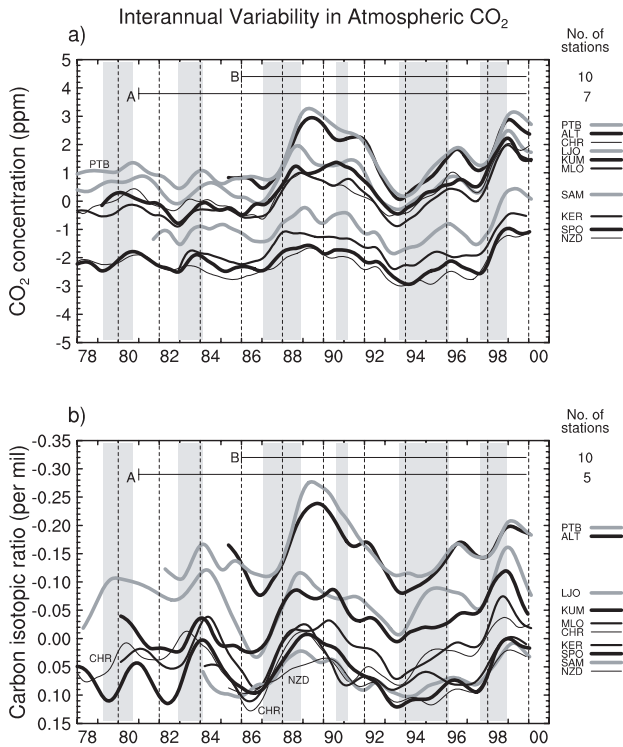 Interannual Variability in Atmospheric CO2
a)
No. of
stations
CO2 concentration (ppm)
5
4
3
2
1
0
-1
-2
-3
-4
-5
B
10
A
7
PTB
PTB
ALT
CHR
LJO
KUM
MLO
SAM
KER
SPO
NZD
78 80 82 84 86 88 90 92 94 96 98 00
b)
No. of
stations
Carbon isotopic ratio (per mil)
-0.35
-0.30
-0.25
-0.20
-0.15
-0.10
-0.05
0.00
0.05
0.10
0.15
B
10
A
5
PTB
ALT
LJO
KUM
MLO
CHR
KER
SPO
SAM
NZD
CHR
NZD
CHR
78 80 82 84 86 88 90 92 94 96 98 00